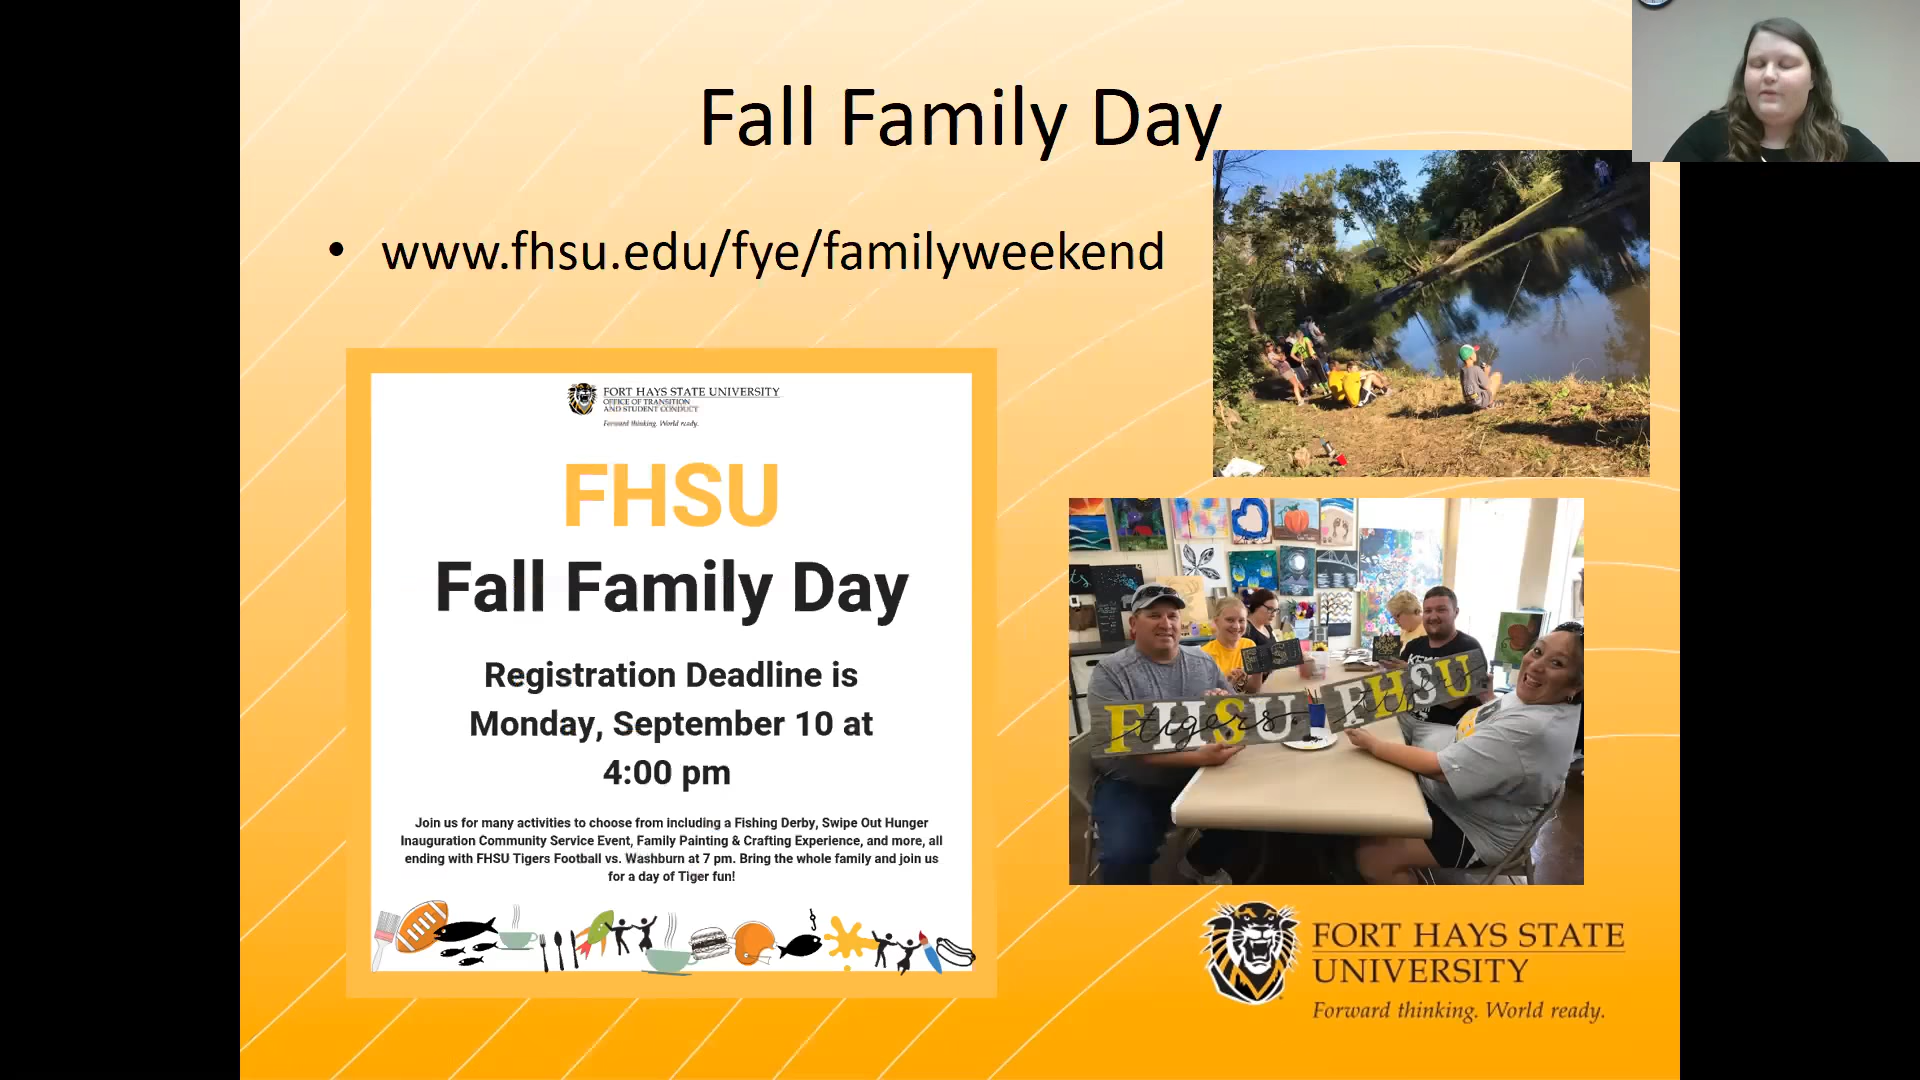 Fall Family Day
• www.fhsu.edu/fye/familyweekend
FORT HAYS STATE UNIVERSITY
OFFICE OF TRANSITION
AND STUDENT CONDUCT
Forward thinking. World ready.
FHSU
Fall Family Day
Registration Deadline is
Monday, September 10 at
4:00 pm
Join us for many activities to choose from including a Fishing Derby, Swipe Out Hunger
Inauguration Community Service Event, Family Painting & Crafting Experience, and more, all
ending with FHSU Tigers Football vs. Washburn at 7 pm. Bring the whole family and join us
for a day of Tiger fun!
FHSU
tigers
FHSU
FORT HAYS STATE
UNIVERSITY
Forward thinking. World ready.